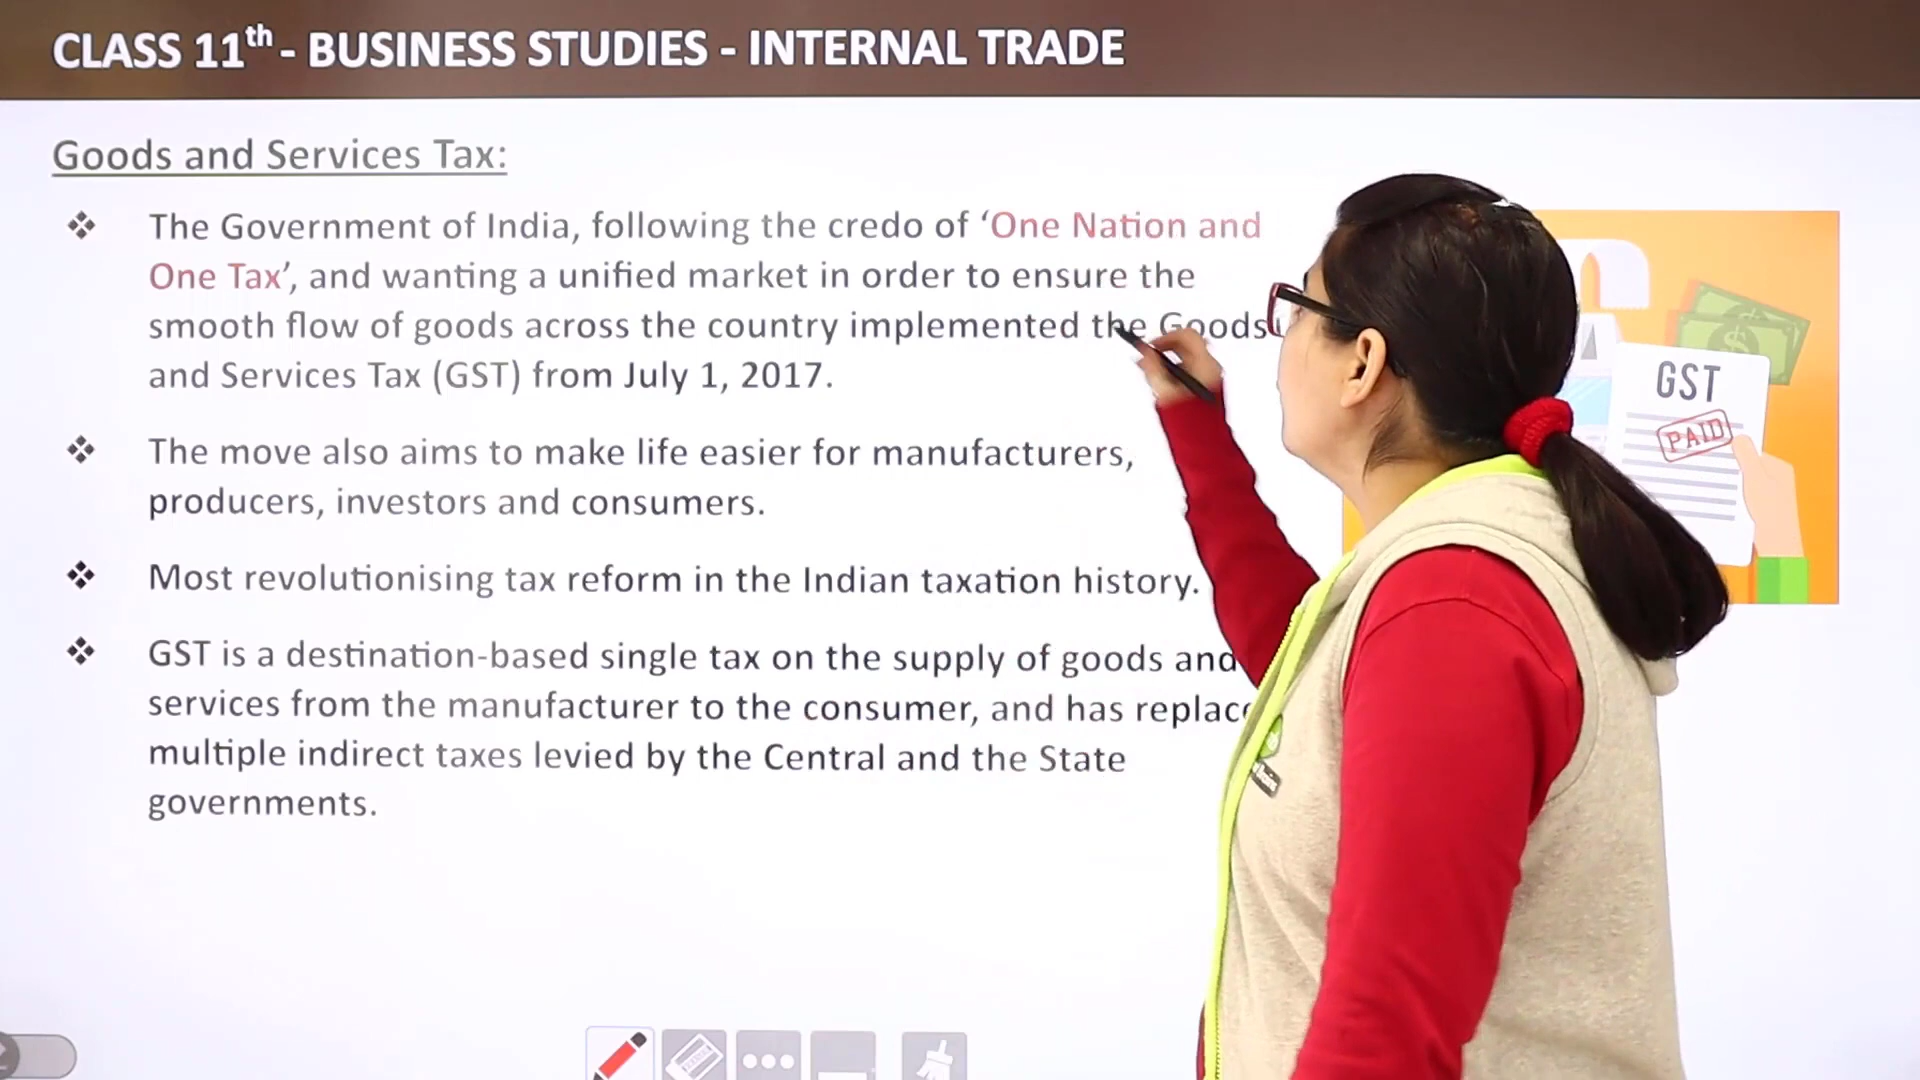 CLASS 11th - BUSINESS STUDIES - INTERNAL TRADE
Goods and Services Tax:
❖ The Government of India, following the credo of ‘One Nation and
One Tax’, and wanting a unified market in order to ensure the
smooth flow of goods across the country implemented the Goods
and Services Tax (GST) from July 1, 2017.
❖ The move also aims to make life easier for manufacturers,
producers, investors and consumers.
❖ Most revolutionising tax reform in the Indian taxation history.
❖ GST is a destination-based single tax on the supply of goods and
services from the manufacturer to the consumer, and has
multiple indirect taxes levied by the Central and the State
governments.
GST
PAID